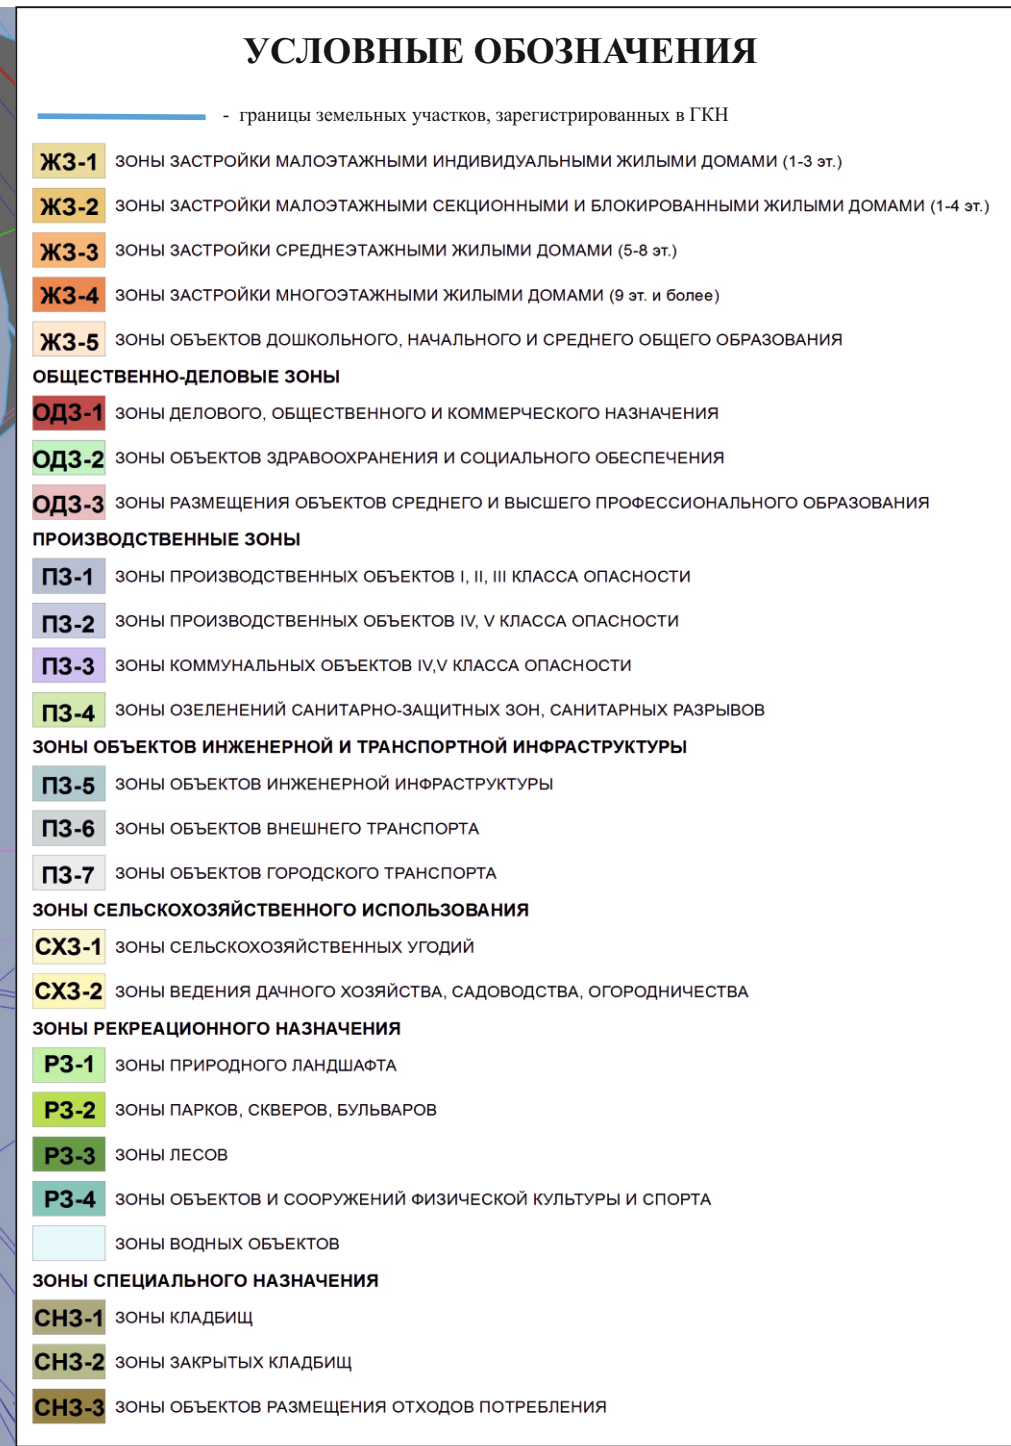 УСЛОВНЫЕ ОБОЗНАЧЕНИЯ
- границы земельных участков, зарегистрированных в ГКН
ЖЗ-1 ЗОНЫ ЗАСТРОЙКИ МАЛОЭТАЖНЫМИ ИНДИВИДУАЛЬНЫМИ ЖИЛЫМИ ДОМАМИ (1-3 эт.)
ЖЗ-2 ЗОНЫ ЗАСТРОЙКИ МАЛОЭТАЖНЫМИ СЕКЦИОННЫМИ И БЛОКИРОВАННЫМИ ЖИЛЫМИ ДОМАМИ (1-4 эт.)
ЖЗ-3 ЗОНЫ ЗАСТРОЙКИ СРЕДНЕЭТАЖНЫМИ ЖИЛЫМИ ДОМАМИ (5-8 эт.)
ЖЗ-4 ЗОНЫ ЗАСТРОЙКИ МНОГОЭТАЖНЫМИ ЖИЛЫМИ ДОМАМИ (9 эт. и более)
ЖЗ-5 ЗОНЫ ОБЪЕКТОВ ДОШКОЛЬНОГО, НАЧАЛЬНОГО И СРЕДНЕГО ОБЩЕГО ОБРАЗОВАНИЯ
ОБЩЕСТВЕННО-ДЕЛОВЫЕ ЗОНЫ
ОДЗ-1 ЗОНЫ ДЕЛОВОГО, ОБЩЕСТВЕННОГО И КОММЕРЧЕСКОГО НАЗНАЧЕНИЯ
ОДЗ-2 ЗОНЫ ОБЪЕКТОВ ЗДРАВООХРАНЕНИЯ И СОЦИАЛЬНОГО ОБЕСПЕЧЕНИЯ
ОДЗ-3 ЗОНЫ РАЗМЕЩЕНИЯ ОБЪЕКТОВ СРЕДНЕГО И ВЫСШЕГО ПРОФЕССИОНАЛЬНОГО ОБРАЗОВАНИЯ
ПРОИЗВОДСТВЕННЫЕ ЗОНЫ
ПЗ-1 ЗОНЫ ПРОИЗВОДСТВЕННЫХ ОБЪЕКТОВ I, II, III КЛАССА ОПАСНОСТИ
ПЗ-2 ЗОНЫ ПРОИЗВОДСТВЕННЫХ ОБЪЕКТОВ IV, V КЛАССА ОПАСНОСТИ
ПЗ-3 ЗОНЫ КОММУНАЛЬНЫХ ОБЪЕКТОВ IV,V КЛАССА ОПАСНОСТИ
ПЗ-4 ЗОНЫ ОЗЕЛЕНЕНИЙ САНИТАРНО-ЗАЩИТНЫХ ЗОН, САНИТАРНЫХ РАЗРЫВОВ
ЗОНЫ ОБЪЕКТОВ ИНЖЕНЕРНОЙ И ТРАНСПОРТНОЙ ИНФРАСТРУКТУРЫ
ПЗ-5 ЗОНЫ ОБЪЕКТОВ ИНЖЕНЕРНОЙ ИНФРАСТРУКТУРЫ
ПЗ-6 ЗОНЫ ОБЪЕКТОВ ВНЕШНЕГО ТРАНСПОРТА
ПЗ-7 ЗОНЫ ОБЪЕКТОВ ГОРОДСКОГО ТРАНСПОРТА
ЗОНЫ СЕЛЬСКОХОЗЯЙСТВЕННОГО ИСПОЛЬЗОВАНИЯ
СХЗ-1 ЗОНЫ СЕЛЬСКОХОЗЯЙСТВЕННЫХ УГОДИЙ
СХЗ-2 ЗОНЫ ВЕДЕНИЯ ДАЧНОГО ХОЗЯЙСТВА, САДОВОДСТВА, ОГОРОДНИЧЕСТВА
ЗОНЫ РЕКРЕАЦИОННОГО НАЗНАЧЕНИЯ
РЗ-1 ЗОНЫ ПРИРОДНОГО ЛАНДШАФТА
РЗ-2 ЗОНЫ ПАРКОВ, СКВЕРОВ, БУЛЬВАРОВ
РЗ-3 ЗОНЫ ЛЕСОВ
РЗ-4 ЗОНЫ ОБЪЕКТОВ И СООРУЖЕНИЙ ФИЗИЧЕСКОЙ КУЛЬТУРЫ И СПОРТА
ЗОНЫ ВОДНЫХ ОБЪЕКТОВ
ЗОНЫ СПЕЦИАЛЬНОГО НАЗНАЧЕНИЯ
СНЗ-1 ЗОНЫ КЛАДБИЩ
СНЗ-2 ЗОНЫ ЗАКРЫТЫХ КЛАДБИЩ
СНЗ-3 ЗОНЫ ОБЪЕКТОВ РАЗМЕЩЕНИЯ ОТХОДОВ ПОТРЕБЛЕНИЯ